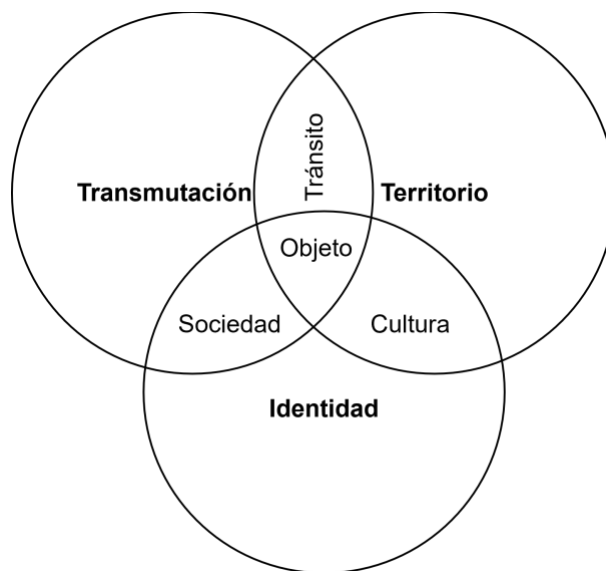 Tránsito
Transmutación
Territorio
Objeto
Sociedad
Cultura
Identidad